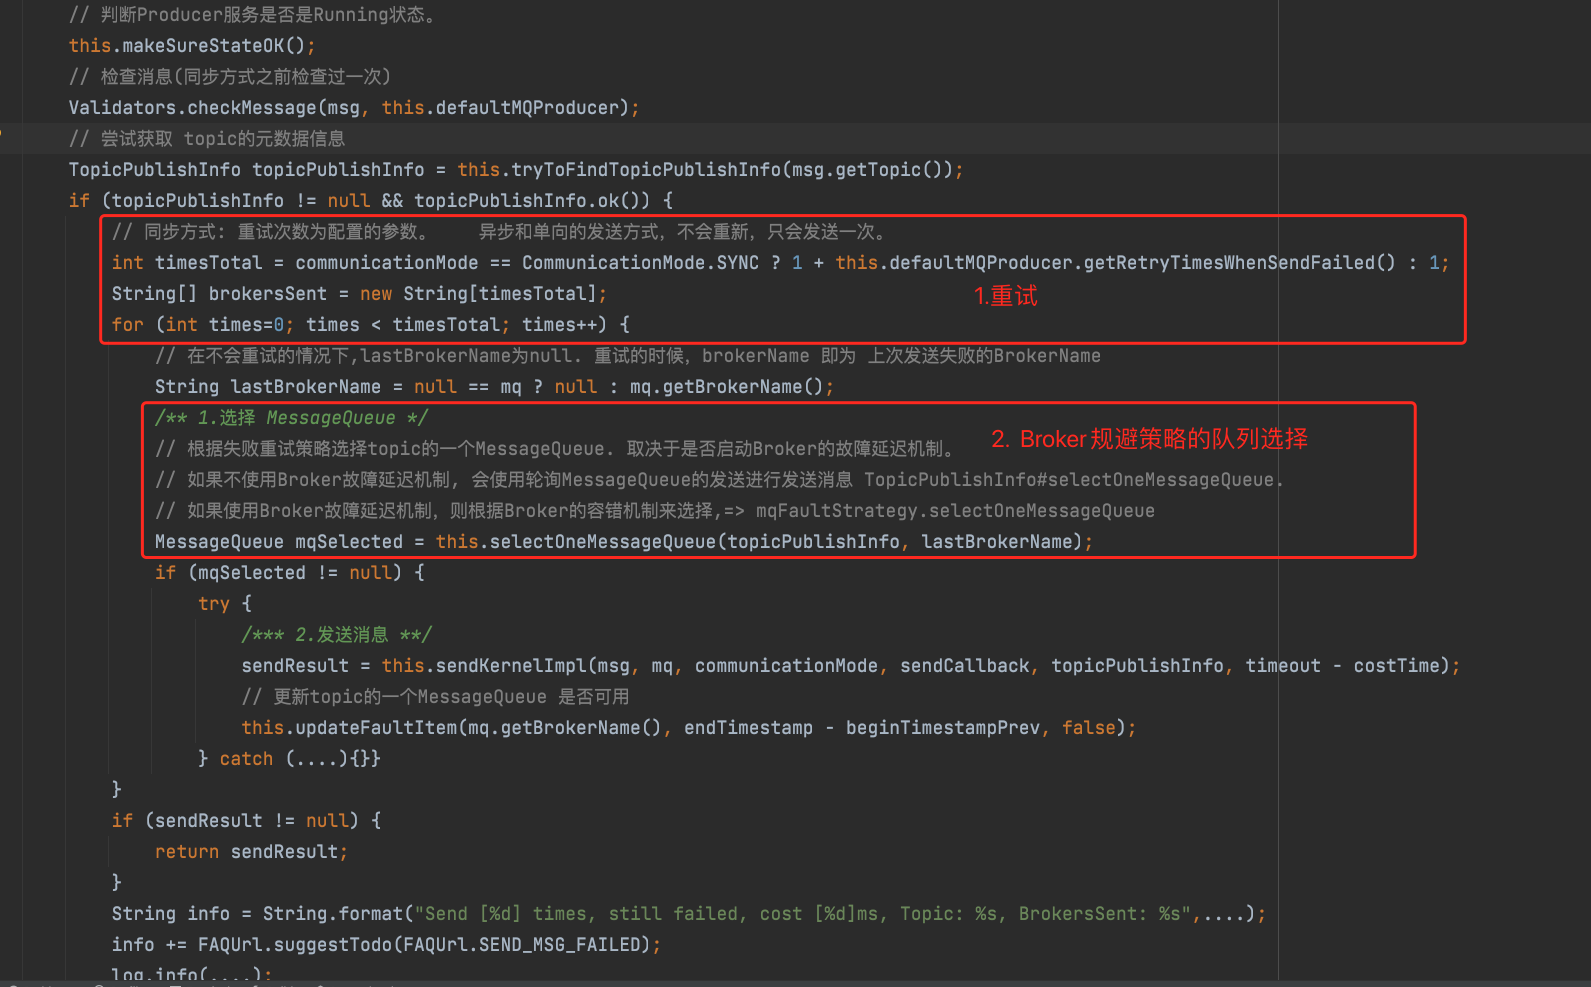 // 判断Producer服务是否是Running状态。
this.makeSureStateOK();
// 检查消息(同步方式之前检查过一次)
Validators.checkMessage(msg, this.defaultMQProducer);
// 尝试获取 topic的元数据信息
TopicPublishInfo topicPublishInfo = this.tryToFindTopicPublishInfo(msg.getTopic());
if (topicPublishInfo != null && topicPublishInfo.ok()) {
// 同步方式: 重试次数为配置的参数。 异步和单向的发送方式，不会重新，只会发送一次。
int timesTotal = communicationMode == CommunicationMode.SYNC ? 1 + this.defaultMQProducer.getRetryTimesWhenSendFailed() : 1;
String[] brokersSent = new String[timesTotal];
1.重试
for (int times=0; times < timesTotal; times++) {
// 在不会重试的情况下,lastBrokerName为null. 重试的时候，brokerName 即为 上次发送失败的BrokerName
String lastBrokerName = null == mq ? null : mq.getBrokerName();
/** 1.选择 MessageQueue */
2. Broker规避策略的队列选择
// 根据失败重试策略选择topic的一个MessageQueue. 取决于是否启动Broker的故障延迟机制。
// 如果不使用Broker故障延迟机制, 会使用轮询MessageQueue的发送进行发送消息 TopicPublishInfo#selectOneMessageQueue.
// 如果使用Broker故障延迟机制，则根据Broker的容错机制来选择,=> mqFaultStrategy.selectOneMessageQueue
MessageQueue mqSelected = this.selectOneMessageQueue(topicPublishInfo, lastBrokerName);
if (mqSelected != null) {
try {
/*** 2.发送消息 **/
sendResult = this.sendKernelImpl(msg, mq, communicationMode, sendCallback, topicPublishInfo, timeout - costTime);
// 更新topic的一个MessageQueue 是否可用
this.updateFaultItem(mq.getBrokerName(), endTimestamp - beginTimestampPrev, false);
} catch (....){}}
}
if (sendResult != null) {
return sendResult;
}
String info = String.format("Send [%d] times, still failed, cost [%d]ms, Topic: %s, BrokersSent: %s",....);
info += FAQUrl.suggestTodo(FAQUrl.SEND_MSG_FAILED);
log.info(....);